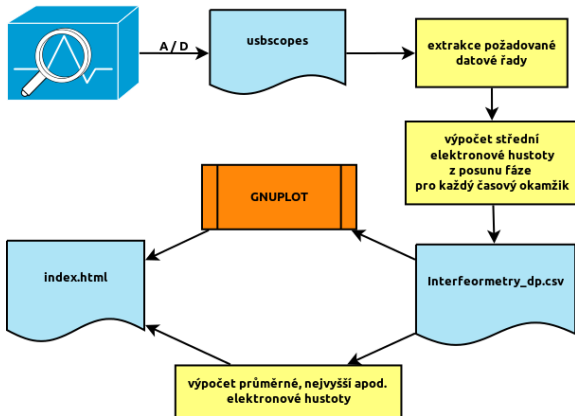 A / D
usbscopes
extrakce požadované
datové řady
výpočet střední
elektronové hustoty
z posunu fáze
pro každý časový okamžik
GNUPLOT
index.html
Interfeormetry_dp.csv
výpočet průměrné, nejvyšší apod.
elektronové hustoty